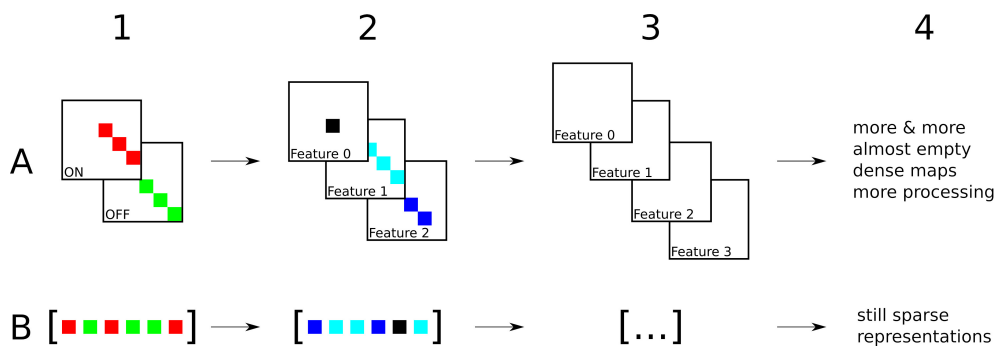 1 2 3 4
A
ON
OFF
Feature 0
Feature 1
Feature 2
Feature 0
Feature 1
Feature 2
Feature 3
more & more
almost empty
dense maps
more processing
B [ ] [ ] [...]
still sparse
representations